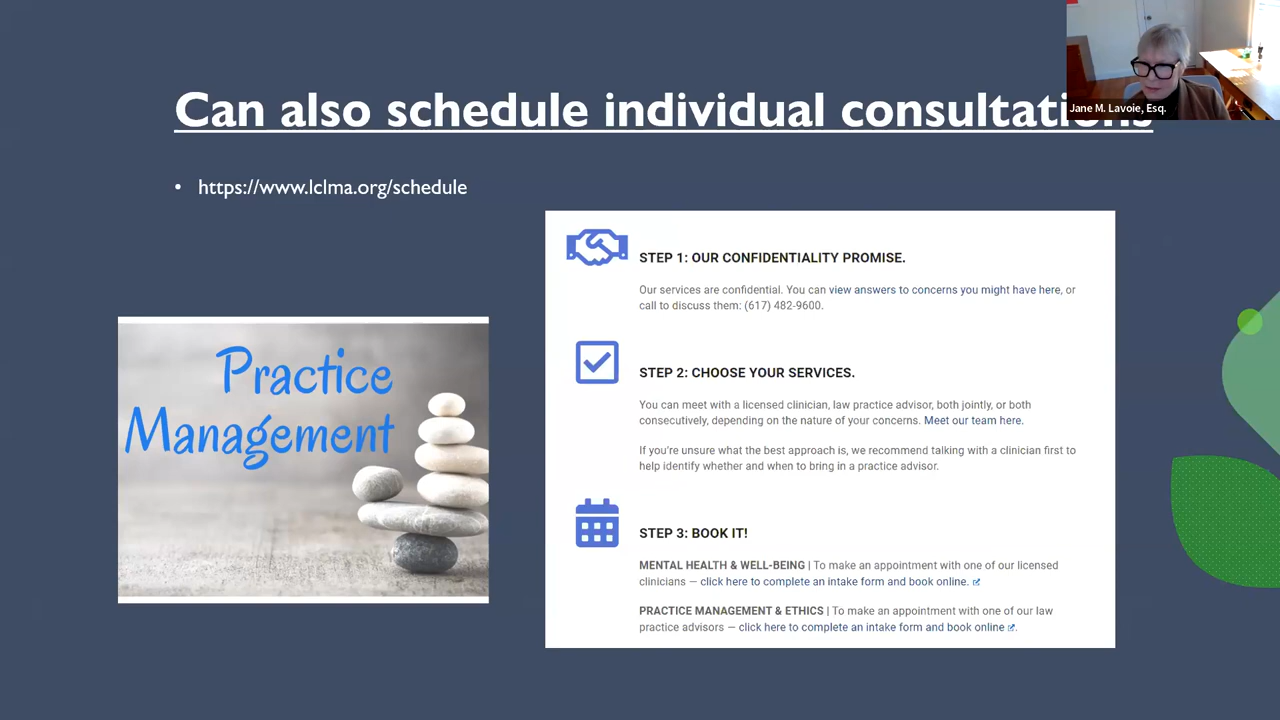 Can also schedule individual consultations
Jane M. Lavoie, Esq.
• https://www.lclma.org/schedule
Practice
Management
STEP 1: OUR CONFIDENTIALITY PROMISE.
Our services are confidential. You can view answers to concerns you might have here, or
call to discuss them: (617) 482-9600.
STEP 2: CHOOSE YOUR SERVICES.
You can meet with a licensed clinician, law practice advisor, both jointly, or both
consecutively, depending on the nature of your concerns. Meet our team here.
If you're unsure what the best approach is, we recommend talking with a clinician first to
help identify whether and when to bring in a practice advisor.
STEP 3: BOOK IT!
MENTAL HEALTH & WELL-BEING | To make an appointment with one of our licensed
clinicians — click here to complete an intake form and book online.
PRACTICE MANAGEMENT & ETHICS | To make an appointment with one of our law
practice advisors — click here to complete an intake form and book online.